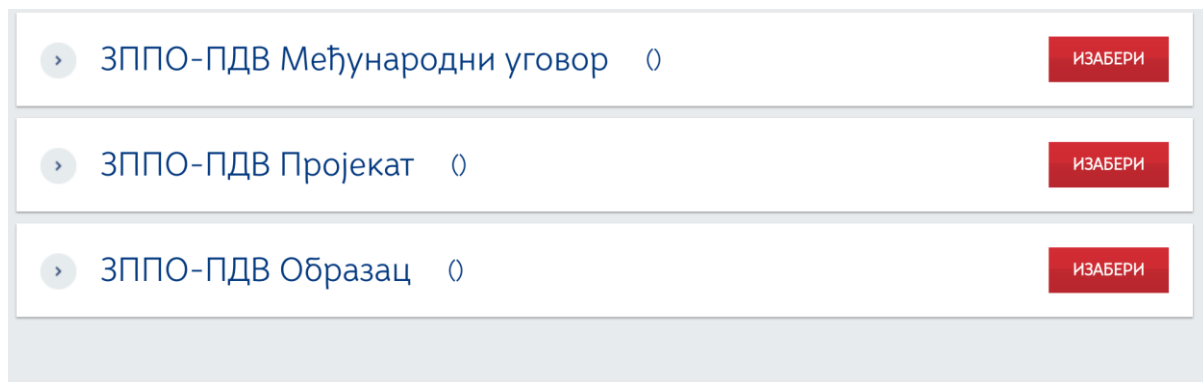 ЗППО-ПДВ Међународни уговор () ИЗАБЕРИ
ЗППО-ПДВ Пројекат () ИЗАБЕРИ
ЗППО-ПДВ Образац () ИЗАБЕРИ